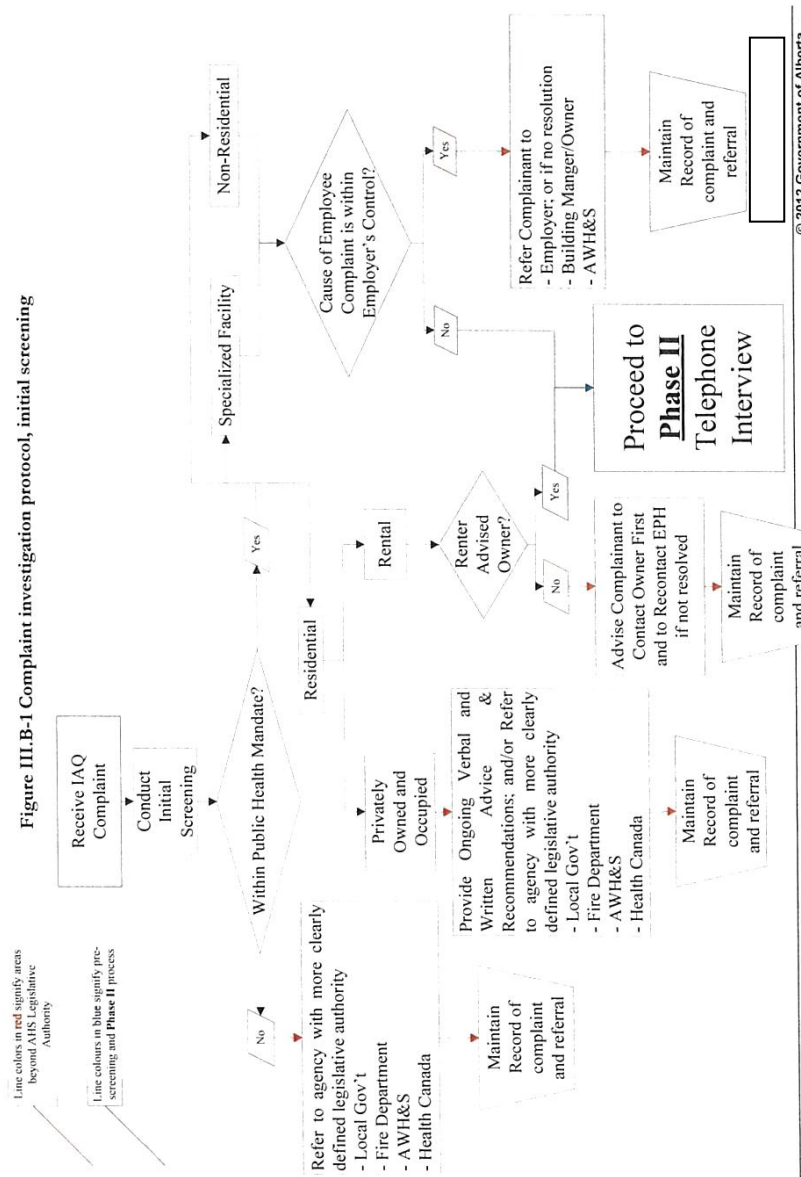 Figure III.B-1 Complaint investigation protocol, initial screening
Line colors in red signify areas
beyond AHS Legislative
Authority
Line colours in blue signify pre-
screening and Phase II process
Receive IAQ
Complaint
Conduct
Initial
Screening
Within Public Health Mandate?
No
Yes
Refer to agency with more clearly
defined legislative authority
- Local Gov't
- Fire Department
- AWH&S
- Health Canada
Maintain
Record of
complaint
and referral
Residential
Specialized Facility
Non-Residential
Privately
Owned and
Occupied
Provide Ongoing Verbal and
Written Advice &
Recommendations; and/or Refer
to agency with more clearly
defined legislative authority
- Local Gov't
- Fire Department
- AWH&S
- Health Canada
Maintain
Record of
complaint
and referral
Rental
Renter
Advised
Owner?
No
Yes
Advise Complainant to
Contact Owner First
and to Recontact EPH
if not resolved
Maintain
Record of
complaint
and referral
Cause of Employee
Complaint is within
Employer's Control?
No
Yes
Proceed to
Phase II
Telephone
Interview
Refer Complainant to
- Employer; or if no resolution
- Building Manger/Owner
- AWH&S
Maintain
Record of
complaint and
referral
© 2012 Government of Alberta